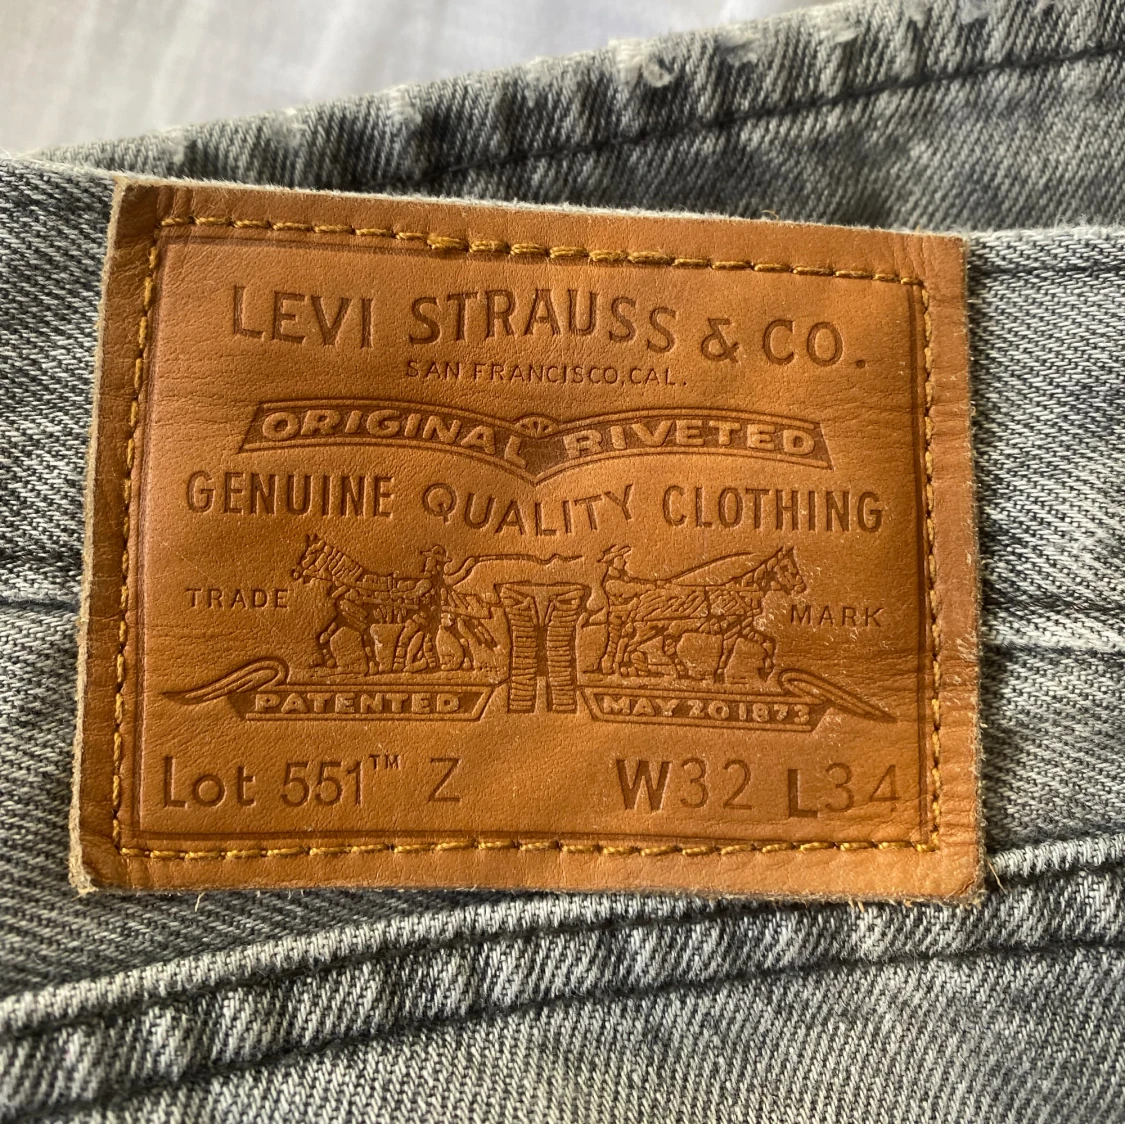 LEVI STRAUSS & CO.
SAN FRANCISCO, CAL.
ORIGINAL RIVETED
GENUINE QUALITY CLOTHING
TRADE MARK
PATENTED MAY 20 1873
Lot 551™ Z W32 L34